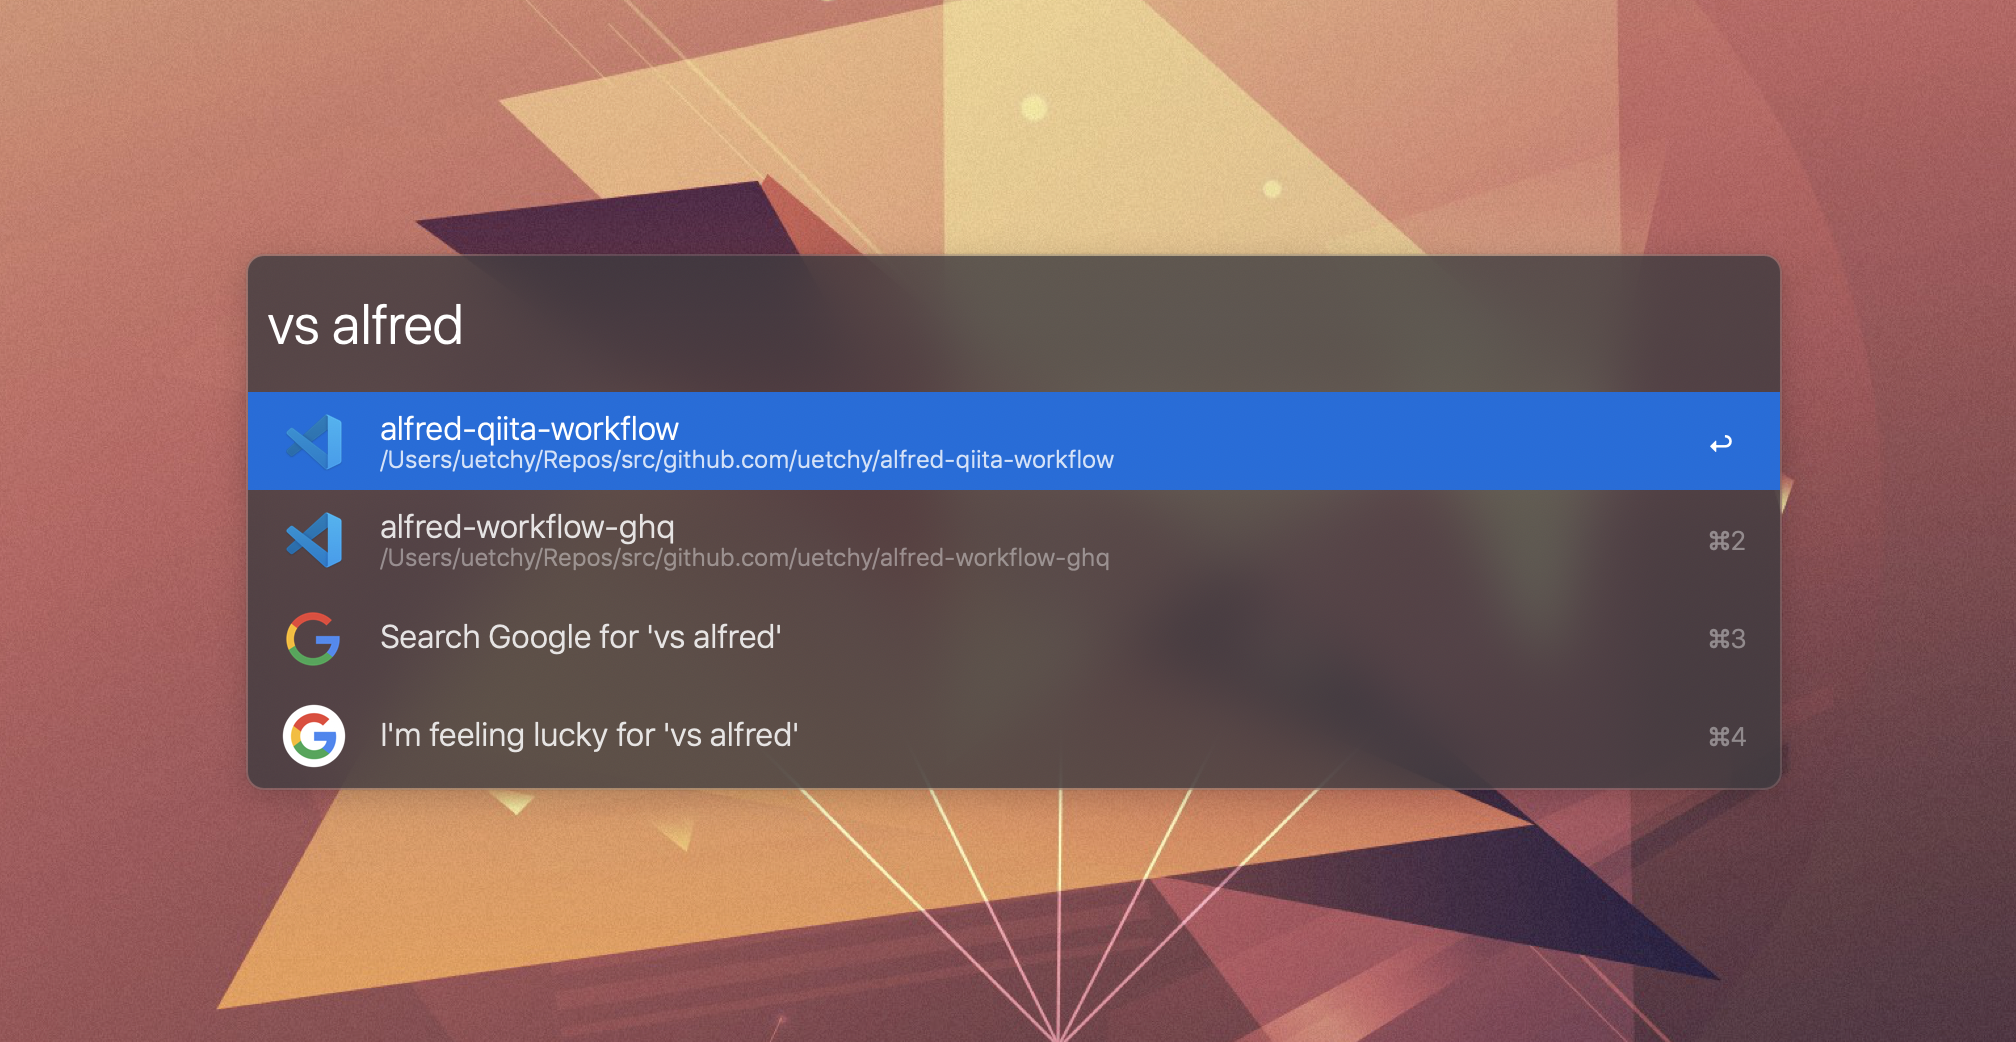 vs alfred
alfred-qiita-workflow
/Users/uetchy/Repos/src/github.com/uetchy/alfred-qiita-workflow
↩
alfred-workflow-ghq
/Users/uetchy/Repos/src/github.com/uetchy/alfred-workflow-ghq
⌘2
Search Google for 'vs alfred'
⌘3
I'm feeling lucky for 'vs alfred'
⌘4